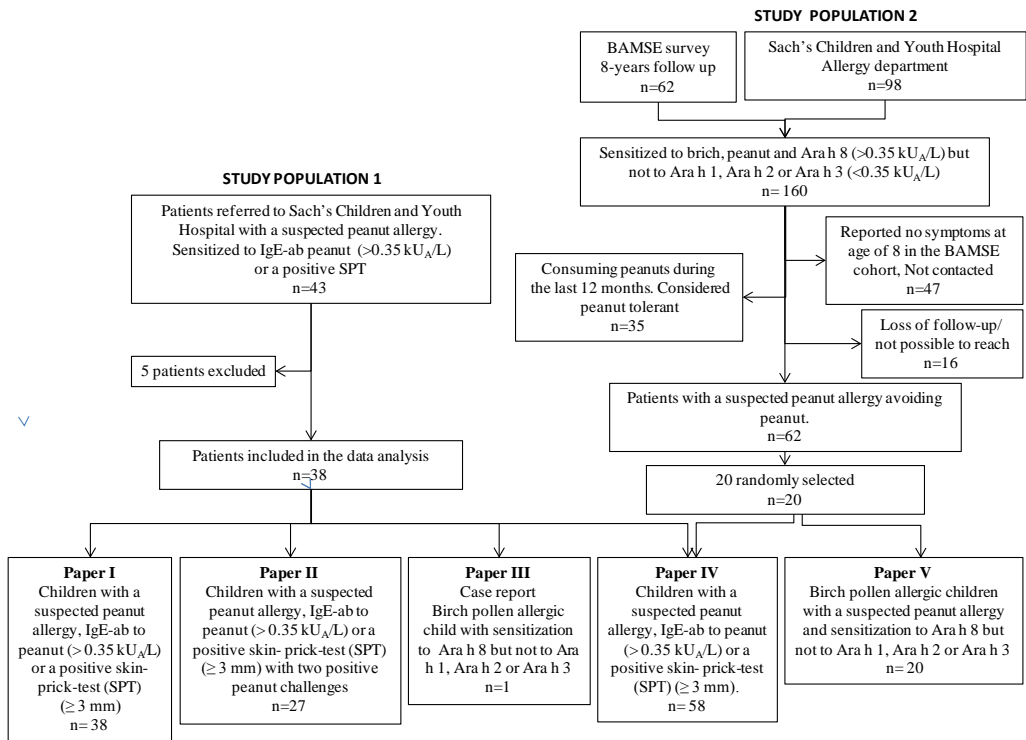 STUDY POPULATION 2
BAMSE survey
8-years follow up
n=62
Sach’s Children and Youth Hospital
Allergy department
n=98
Sensitized to brich, peanut and Ara h 8 (>0.35 kUA/L) but
not to Ara h 1, Ara h 2 or Ara h 3 (<0.35 kUA/L)
n= 160
Reported no symptoms at
age of 8 in the BAMSE
cohort, Not contacted
n=47
Consuming peanuts during
the last 12 months. Considered
peanut tolerant
n=35
Loss of follow-up/
not possible to reach
n=16
Patients with a suspected peanut allergy avoiding
peanut.
n=62
20 randomly selected
n=20
STUDY POPULATION 1
Patients referred to Sach’s Children and Youth
Hospital with a suspected peanut allergy.
Sensitized to IgE-ab peanut (>0.35 kUA/L)
or a positive SPT
n=43
5 patients excluded
Patients included in the data analysis
n=38
Paper I
Children with a
suspected peanut
allergy, IgE-ab to
peanut (> 0.35 kUA/L)
or a positive skin-
prick-test (SPT)
(≥ 3 mm)
n= 38
Paper II
Children with a suspected
peanut allergy, IgE-ab to
peanut (> 0.35 kUA/L) or a
positive skin- prick-test (SPT)
(≥ 3 mm) with two positive
peanut challenges
n=27
Paper III
Case report
Birch pollen allergic
child with sensitization
to Ara h 8 but not to Ara
h 1, Ara h 2 or Ara h 3
n=1
Paper IV
Children with a
suspected peanut
allergy, IgE-ab to peanut
(> 0.35 kUA/L) or a
positive skin- prick-test
(SPT) (≥ 3 mm).
n= 58
Paper V
Birch pollen allergic children
with a suspected peanut allergy
and sensitization to Ara h 8 but
not to Ara h 1, Ara h 2 or Ara h 3
n= 20